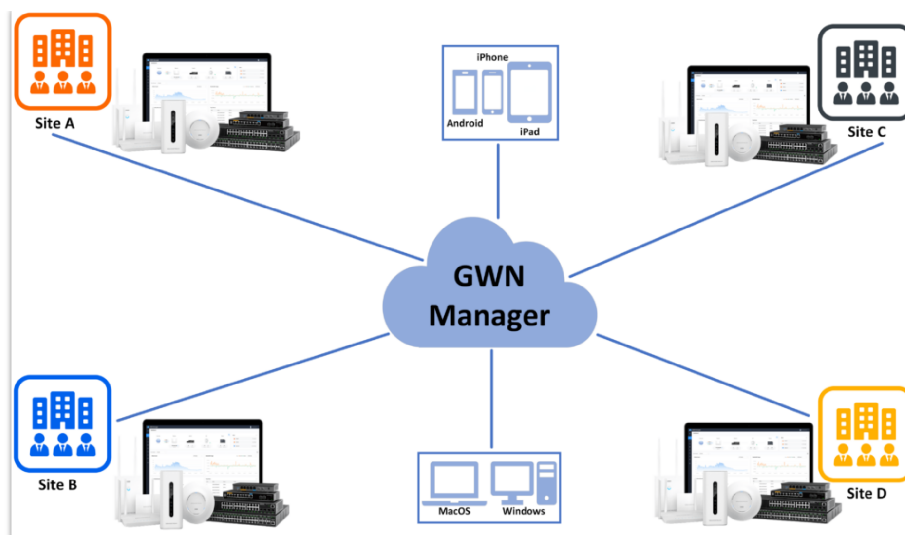 Site A
iPhone
Android
iPad
Site C
GWN
Manager
Site B
MacOS
Windows
Site D